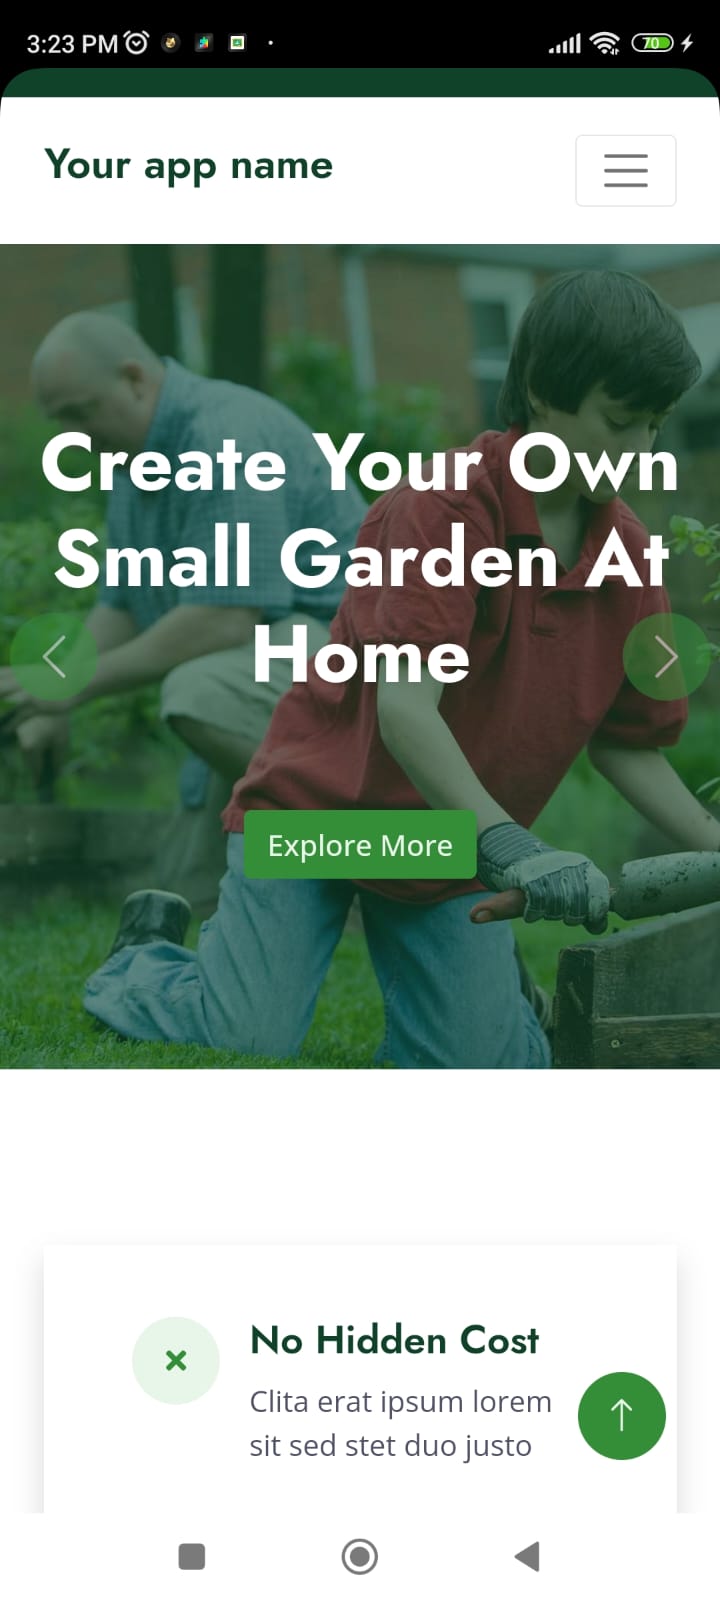 3:23 PM
70
Your app name
Create Your Own
Small Garden At
Home
Explore More
No Hidden Cost
Clita erat ipsum lorem
sit sed stet duo justo